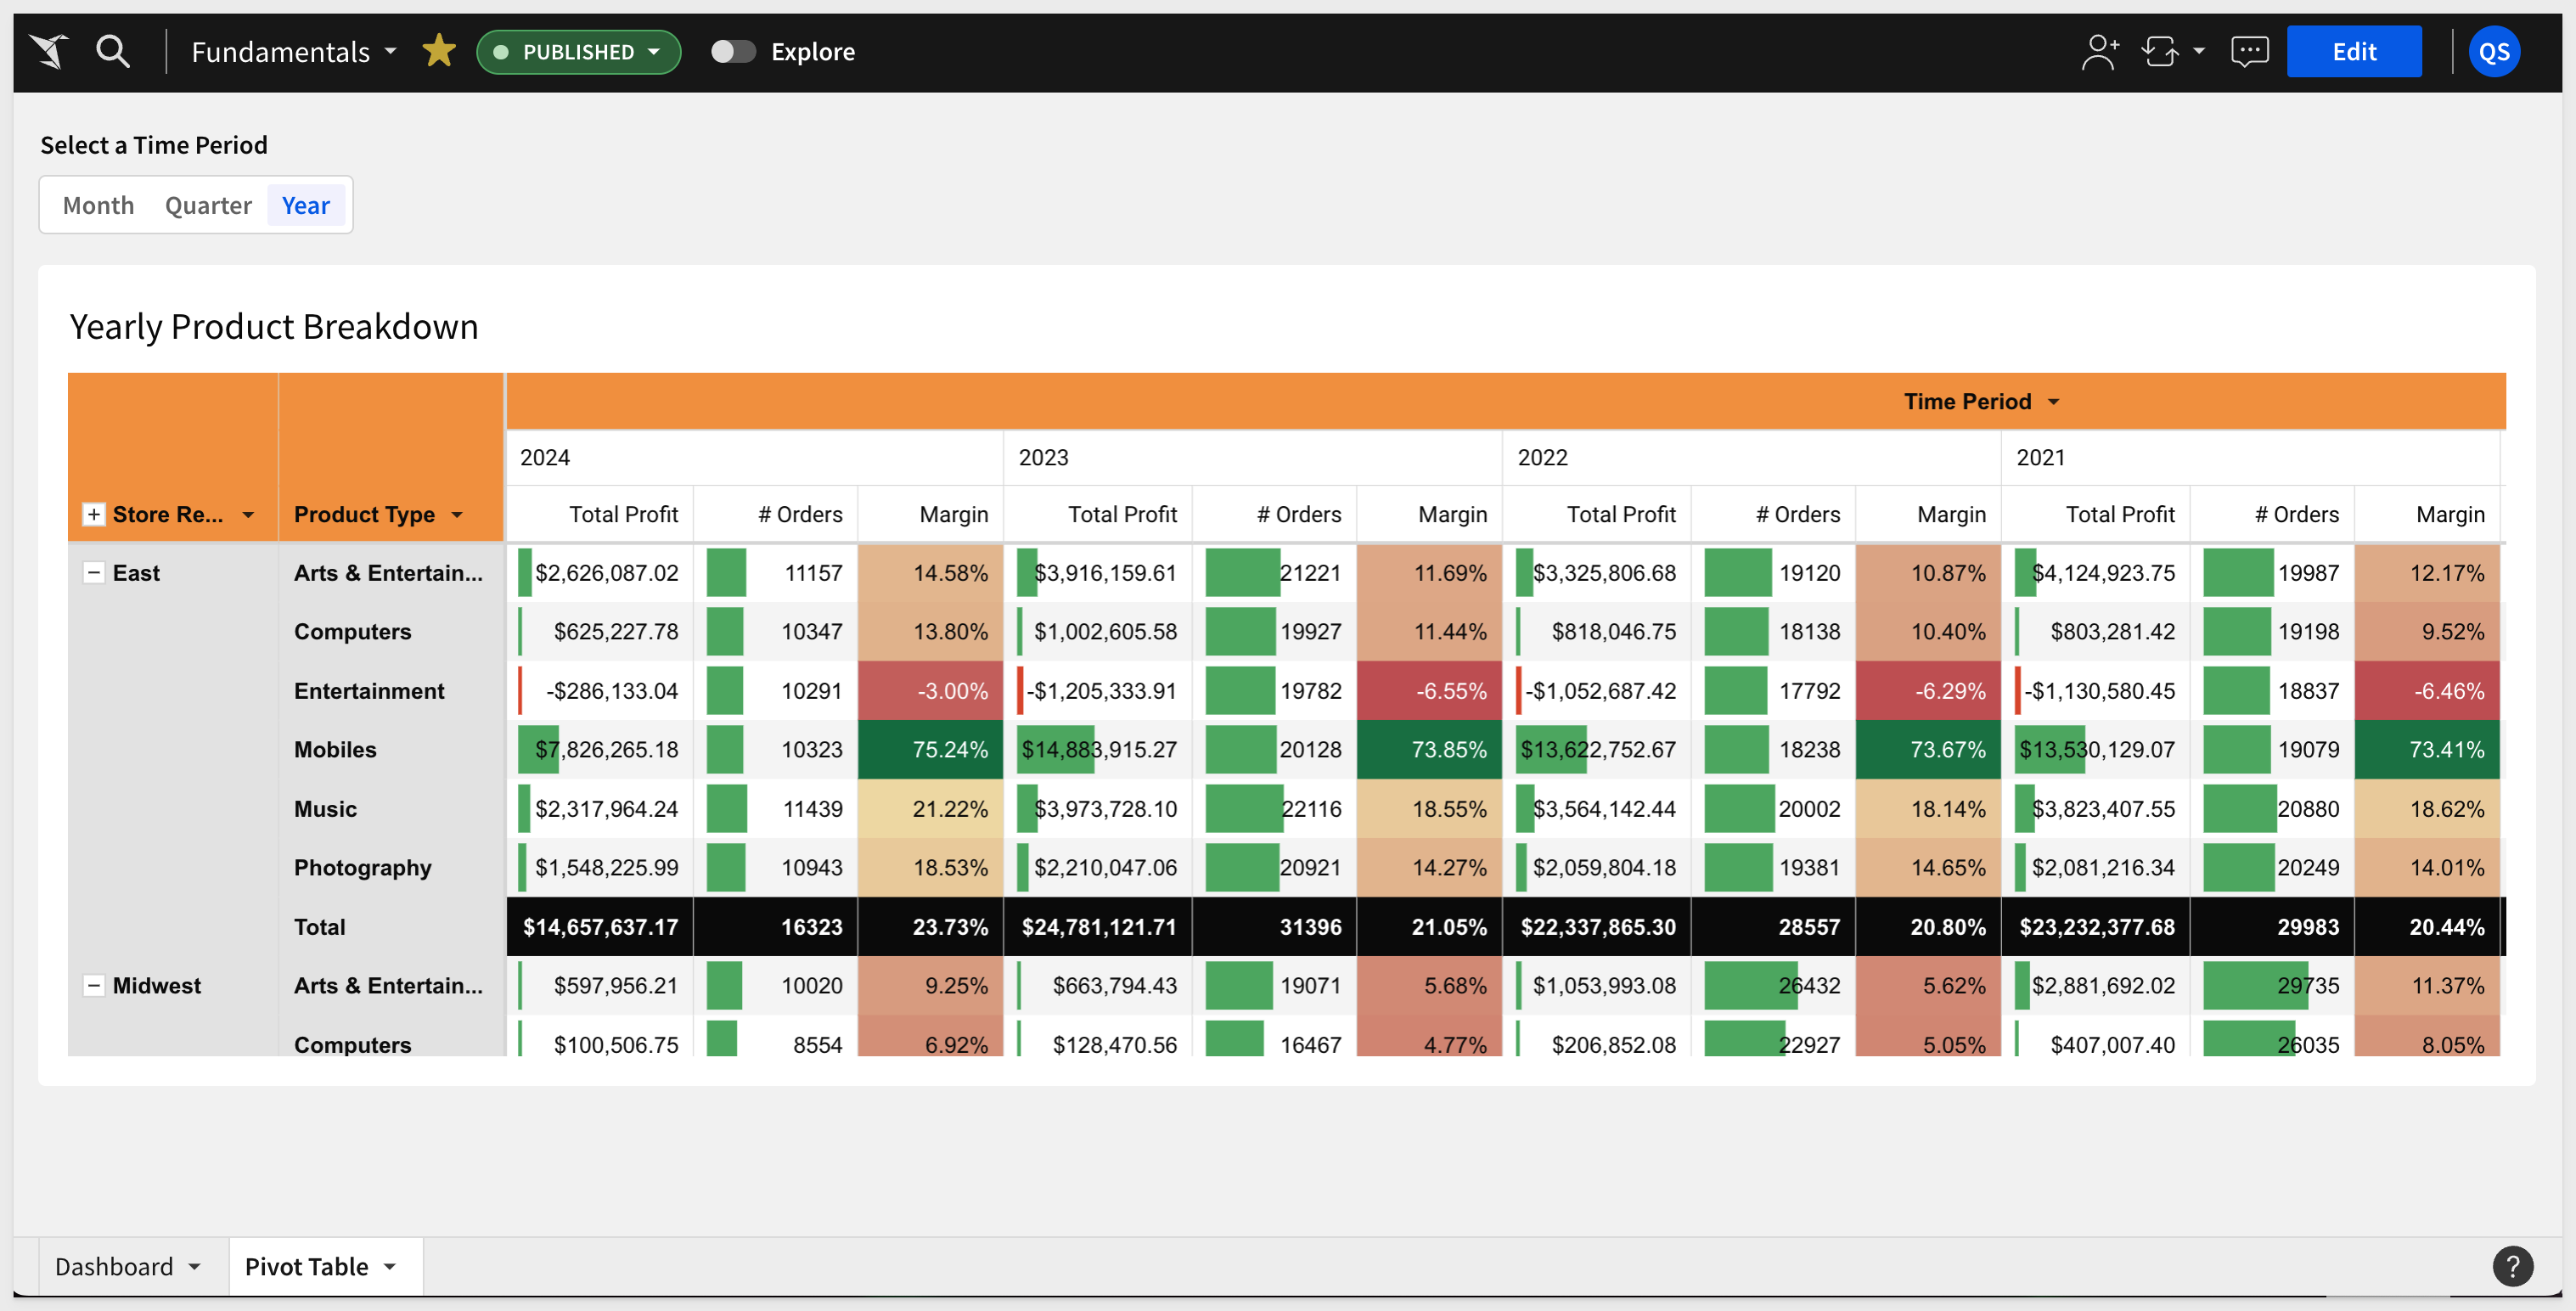 Fundamentals PUBLISHED Explore Edit QS
Select a Time Period
Month Quarter Year
Yearly Product Breakdown
Time Period
2024 2023 2022 2021
Store Re... Product Type Total Profit # Orders Margin Total Profit # Orders Margin Total Profit # Orders Margin Total Profit # Orders Margin
East Arts & Entertain... $2,626,087.02 11157 14.58% $3,916,159.61 21221 11.69% $3,325,806.68 19120 10.87% $4,124,923.75 19987 12.17%
Computers $625,227.78 10347 13.80% $1,002,605.58 19927 11.44% $818,046.75 18138 10.40% $803,281.42 19198 9.52%
Entertainment -$286,133.04 10291 -3.00% -$1,205,333.91 19782 -6.55% -$1,052,687.42 17792 -6.29% -$1,130,580.45 18837 -6.46%
Mobiles $7,826,265.18 10323 75.24% $14,883,915.27 20128 73.85% $13,622,752.67 18238 73.67% $13,530,129.07 19079 73.41%
Music $2,317,964.24 11439 21.22% $3,973,728.10 22116 18.55% $3,564,142.44 20002 18.14% $3,823,407.55 20880 18.62%
Photography $1,548,225.99 10943 18.53% $2,210,047.06 20921 14.27% $2,059,804.18 19381 14.65% $2,081,216.34 20249 14.01%
Total $14,657,637.17 16323 23.73% $24,781,121.71 31396 21.05% $22,337,865.30 28557 20.80% $23,232,377.68 29983 20.44%
Midwest Arts & Entertain... $597,956.21 10020 9.25% $663,794.43 19071 5.68% $1,053,993.08 26432 5.62% $2,881,692.02 29735 11.37%
Computers $100,506.75 8554 6.92% $128,470.56 16467 4.77% $206,852.08 22927 5.05% $407,007.40 26035 8.05%
Dashboard Pivot Table ?